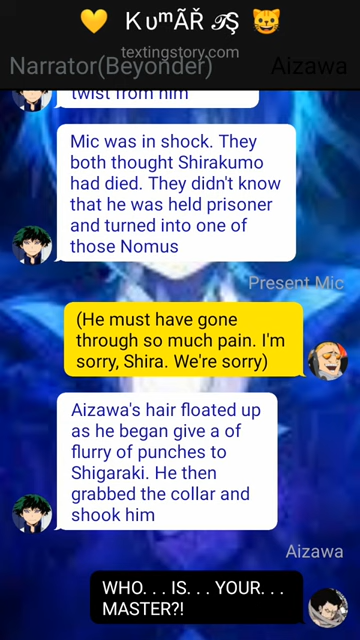 💛 KυᵐÃř 𝒯Ş 😺
textingstory.com
Narrator(Beyonder) Aizawa
twist from him
Mic was in shock. They
both thought Shirakumo
had died. They didn't know
that he was held prisoner
and turned into one of
those Nomus
Present Mic
(He must have gone
through so much pain. I'm
sorry, Shira. We're sorry)
Aizawa's hair floated up
as he began give a of
flurry of punches to
Shigaraki. He then
grabbed the collar and
shook him
Aizawa
WHO. . . IS. . . YOUR. . .
MASTER?!